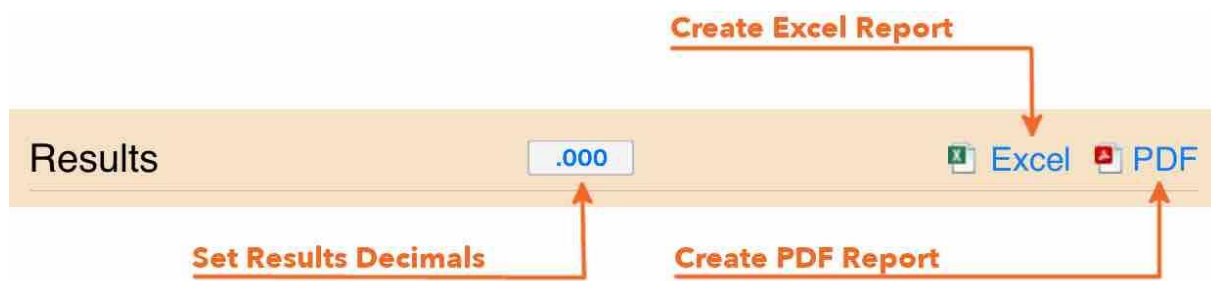 Create Excel Report
Results .000 Excel PDF
Set Results Decimals Create PDF Report